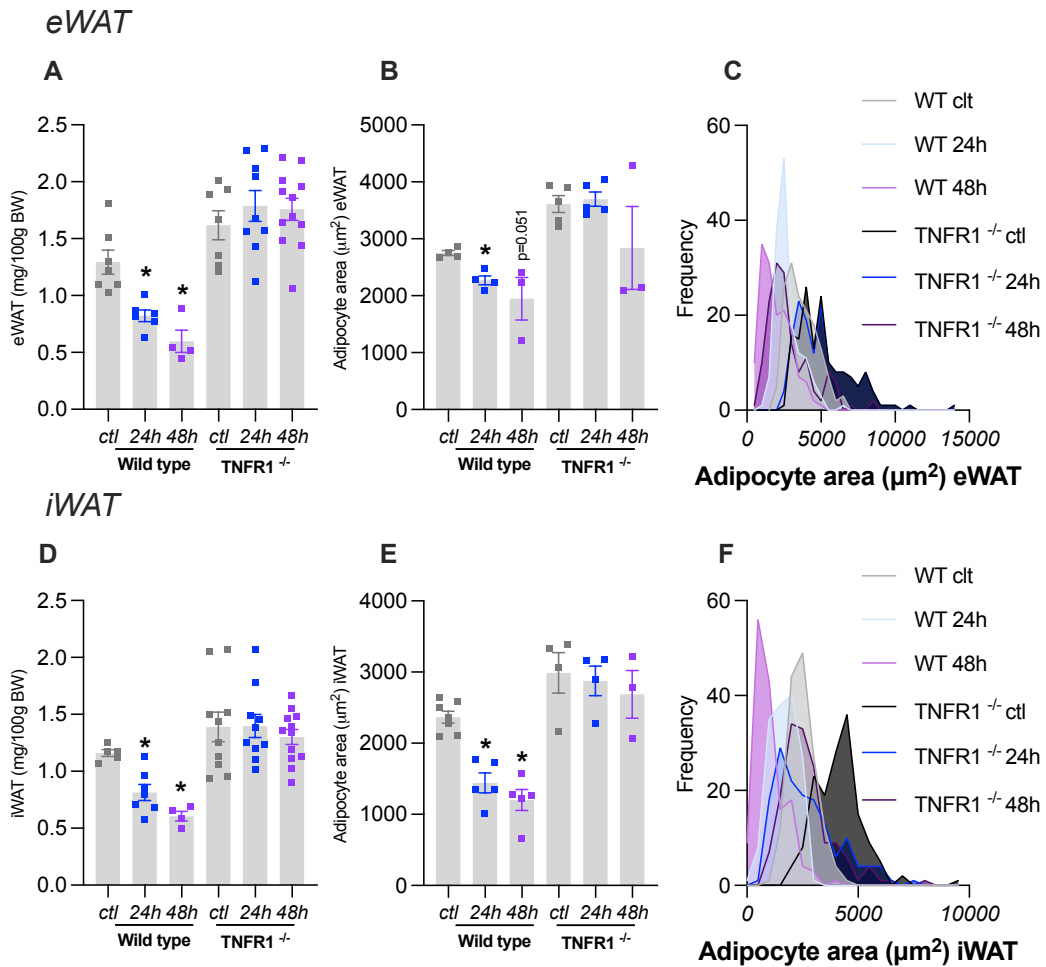 eWAT
A
eWAT (mg/100g BW)
2.5
2.0
1.5
1.0
0.5
0.0
*
*
ctl 24h 48h ctl 24h 48h
Wild type TNFR1 -/-
B
Adipocyte area (µm2) eWAT
5000
4000
3000
2000
1000
0
*
p=0.051
ctl 24h 48h ctl 24h 48h
Wild type TNFR1 -/-
C
Frequency
60
40
20
0
0 5000 10000 15000
Adipocyte area (µm2) eWAT
WT clt
WT 24h
WT 48h
TNFR1 -/- ctl
TNFR1 -/- 24h
TNFR1 -/- 48h
iWAT
D
iWAT (mg/100g BW)
2.5
2.0
1.5
1.0
0.5
0.0
*
*
ctl 24h 48h ctl 24h 48h
Wild type TNFR1 -/-
E
Adipocyte area (µm2) iWAT
4000
3000
2000
1000
0
*
*
ctl 24h 48h ctl 24h 48h
Wild type TNFR1 -/-
F
Frequency
60
40
20
0
0 5000 10000
Adipocyte area (µm2) iWAT
WT clt
WT 24h
WT 48h
TNFR1 -/- ctl
TNFR1 -/- 24h
TNFR1 -/- 48h